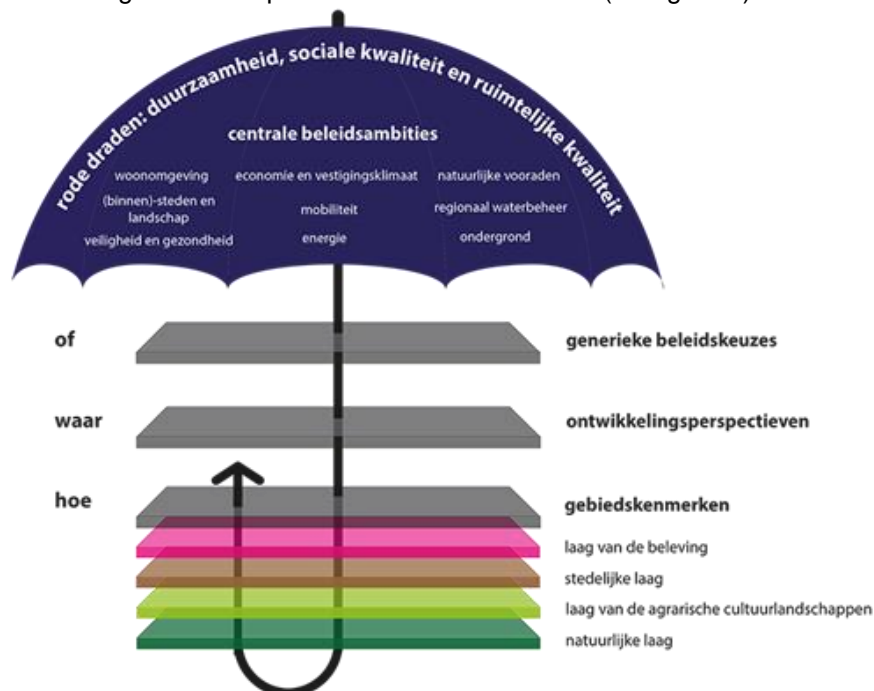 rode draden: duurzaamheid, sociale kwaliteit en ruimtelijke kwaliteit
centrale beleidsambities
woonomgeving
economie en vestigingsklimaat
natuurlijke vooraden
(binnen)-steden en
landschap
mobiliteit
regionaal waterbeheer
veiligheid en gezondheid
energie
ondergrond
of
generieke beleidskeuzes
waar
ontwikkelingsperspectieven
hoe
gebiedskenmerken
laag van de beleving
stedelijke laag
laag van de agrarische cultuurlandschappen
natuurlijke laag